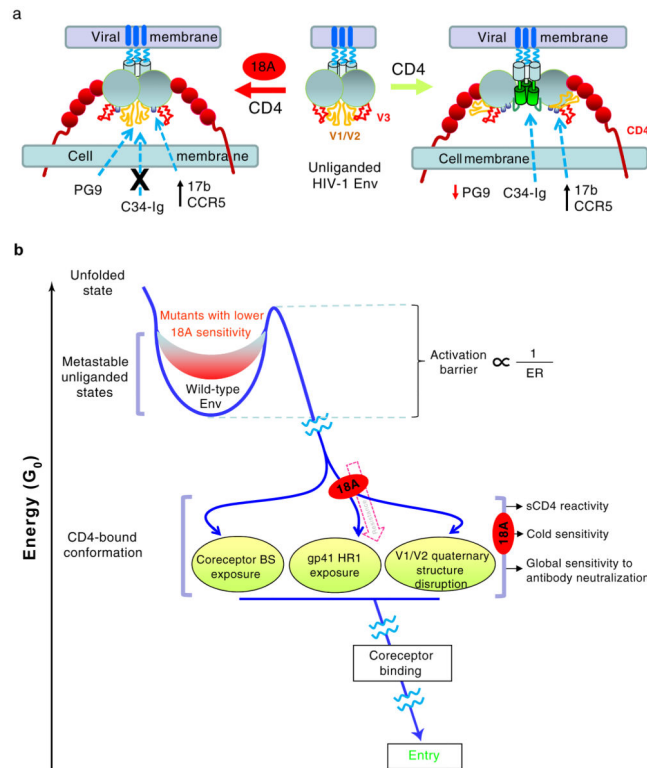 a
Viral membrane
18A
CD4
V3
V1/V2
CD4
Viral membrane
CD4
Cell membrane
Unliganded
HIV-1 Env
Cell membrane
PG9
X
C34-Ig
17b
CCR5
PG9
C34-Ig
17b
CCR5
b
Unfolded
state
Mutants with lower
18A sensitivity
Metastable
unliganded
states
Wild-type
Env
Activation
barrier
∝ 1
ER
Energy (G0)
18A
CD4-bound
conformation
Coreceptor BS
exposure
gp41 HR1
exposure
V1/V2 quaternary
structure
disruption
18A
sCD4 reactivity
Cold sensitivity
Global sensitivity to
antibody neutralization
Coreceptor
binding
Entry